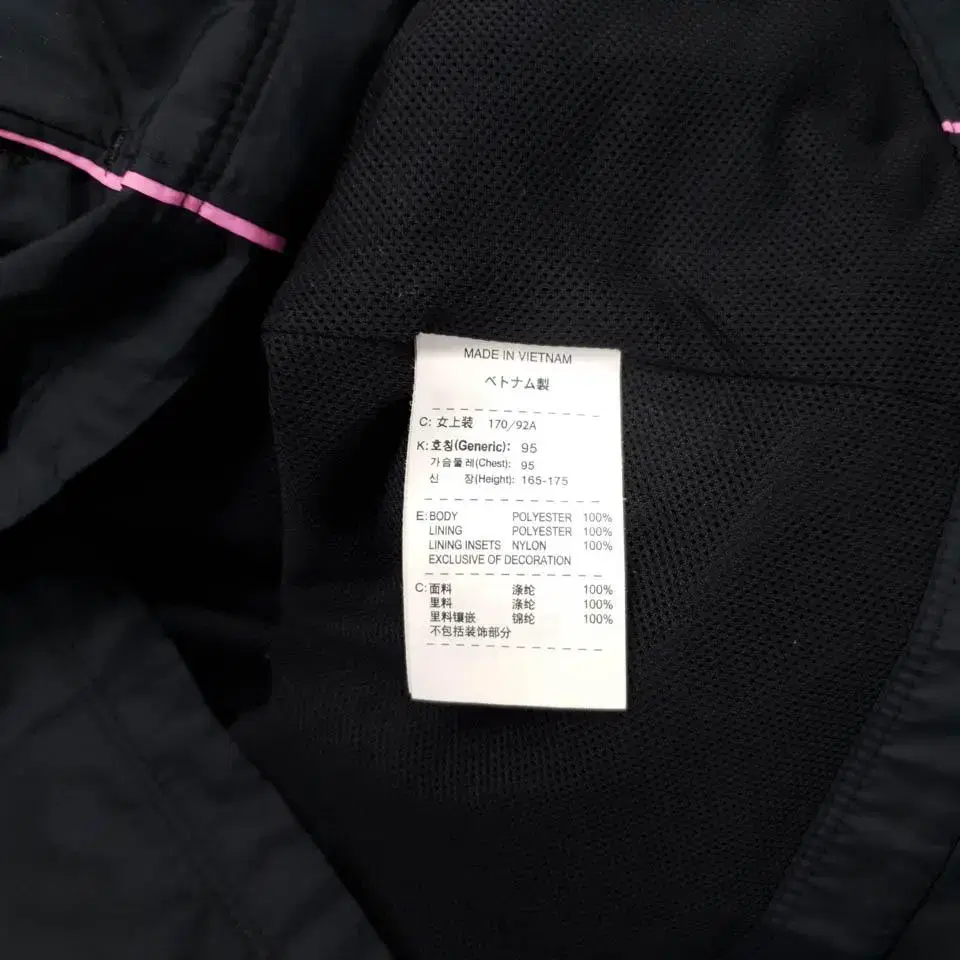 MADE IN VIETNAM
ベトナム製
C: 女上装 170/92A
K: 호칭(Generic): 95
가슴둘레(Chest): 95
신 장(Height): 165-175
E: BODY POLYESTER 100%
LINING POLYESTER 100%
LINING INSETS NYLON 100%
EXCLUSIVE OF DECORATION
C: 面料 涤纶 100%
里料 涤纶 100%
里料镶嵌 锦纶 100%
不包括装饰部分